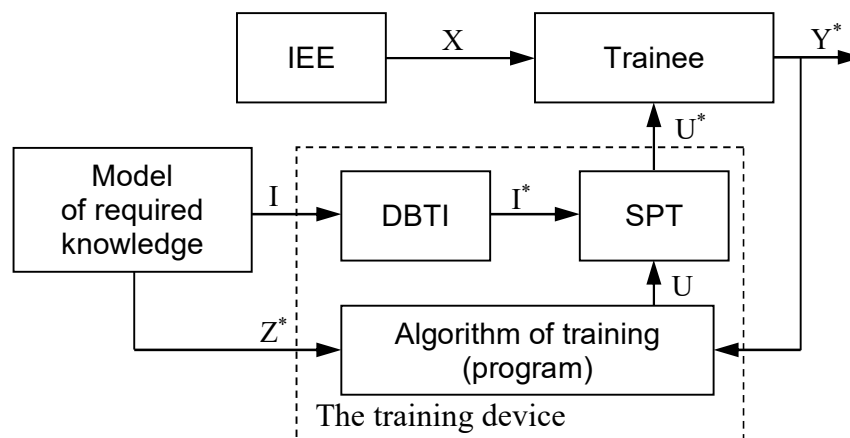 IEE
X
Trainee
Y*
U*
Model
of required
knowledge
I
DBTI
I*
SPT
U
Z*
Algorithm of training
(program)
The training device